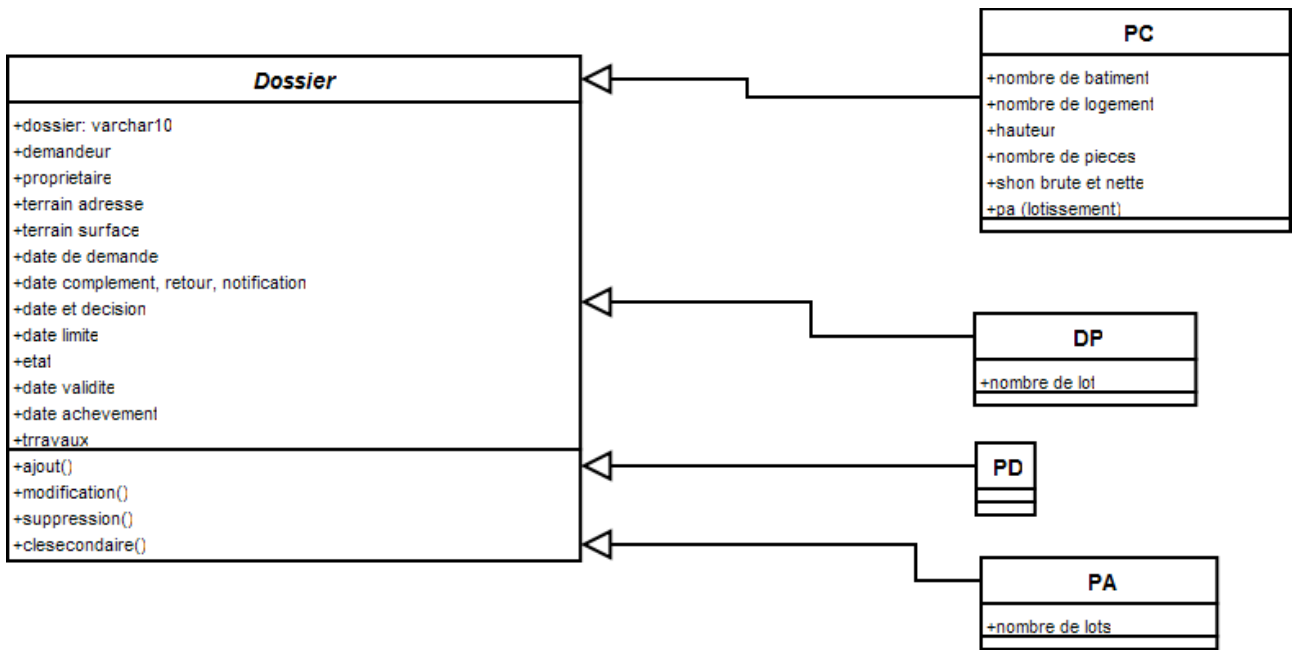 Dossier
+dossier: varchar10
+demandeur
+proprietaire
+terrain adresse
+terrain surface
+date de demande
+date complement, retour, notification
+date et decision
+date limite
+etat
+date validite
+date achevement
+trravaux
+ajout()
+modification()
+suppression()
+clesecondaire()
PC
+nombre de batiment
+nombre de logement
+hauteur
+nombre de pieces
+shon brute et nette
+pa (lotissement)
DP
+nombre de lot
PD
PA
+nombre de lots